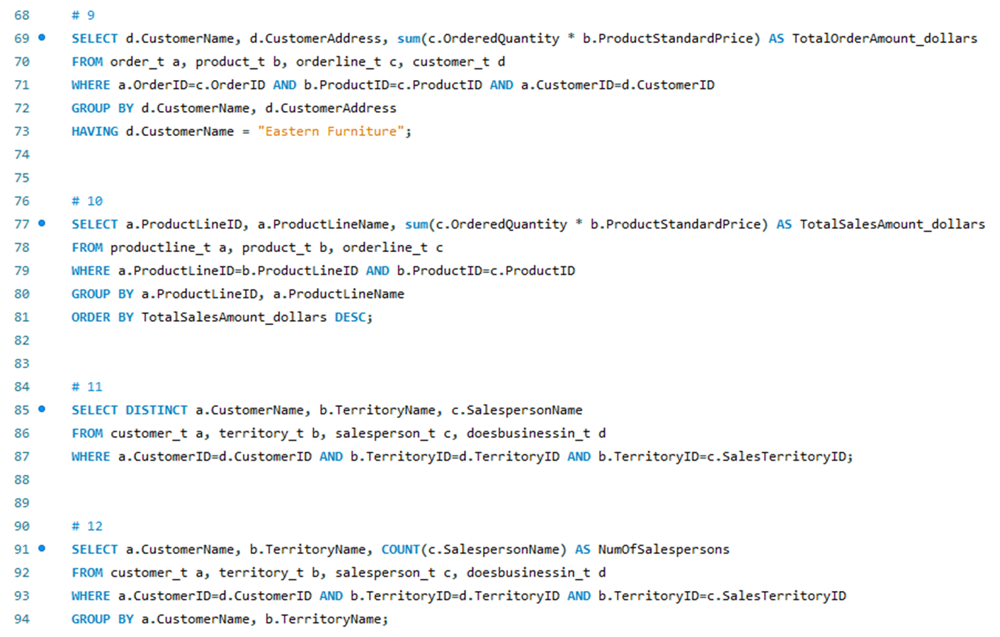 68 # 9
69 SELECT d.CustomerName, d.CustomerAddress, sum(c.OrderedQuantity * b.ProductStandardPrice) AS TotalOrderAmount_dollars
70 FROM order_t a, product_t b, orderline_t c, customer_t d
71 WHERE a.OrderID=c.OrderID AND b.ProductID=c.ProductID AND a.CustomerID=d.CustomerID
72 GROUP BY d.CustomerName, d.CustomerAddress
73 HAVING d.CustomerName = "Eastern Furniture";
74
75
76 # 10
77 SELECT a.ProductLineID, a.ProductLineName, sum(c.OrderedQuantity * b.ProductStandardPrice) AS TotalSalesAmount_dollars
78 FROM productline_t a, product_t b, orderline_t c
79 WHERE a.ProductLineID=b.ProductLineID AND b.ProductID=c.ProductID
80 GROUP BY a.ProductLineID, a.ProductLineName
81 ORDER BY TotalSalesAmount_dollars DESC;
82
83
84 # 11
85 SELECT DISTINCT a.CustomerName, b.TerritoryName, c.SalespersonName
86 FROM customer_t a, territory_t b, salesperson_t c, doesbusinessin_t d
87 WHERE a.CustomerID=d.CustomerID AND b.TerritoryID=d.TerritoryID AND b.TerritoryID=c.SalesTerritoryID;
88
89
90 # 12
91 SELECT a.CustomerName, b.TerritoryName, COUNT(c.SalespersonName) AS NumOfSalespersons
92 FROM customer_t a, territory_t b, salesperson_t c, doesbusinessin_t d
93 WHERE a.CustomerID=d.CustomerID AND b.TerritoryID=d.TerritoryID AND b.TerritoryID=c.SalesTerritoryID
94 GROUP BY a.CustomerName, b.TerritoryName;